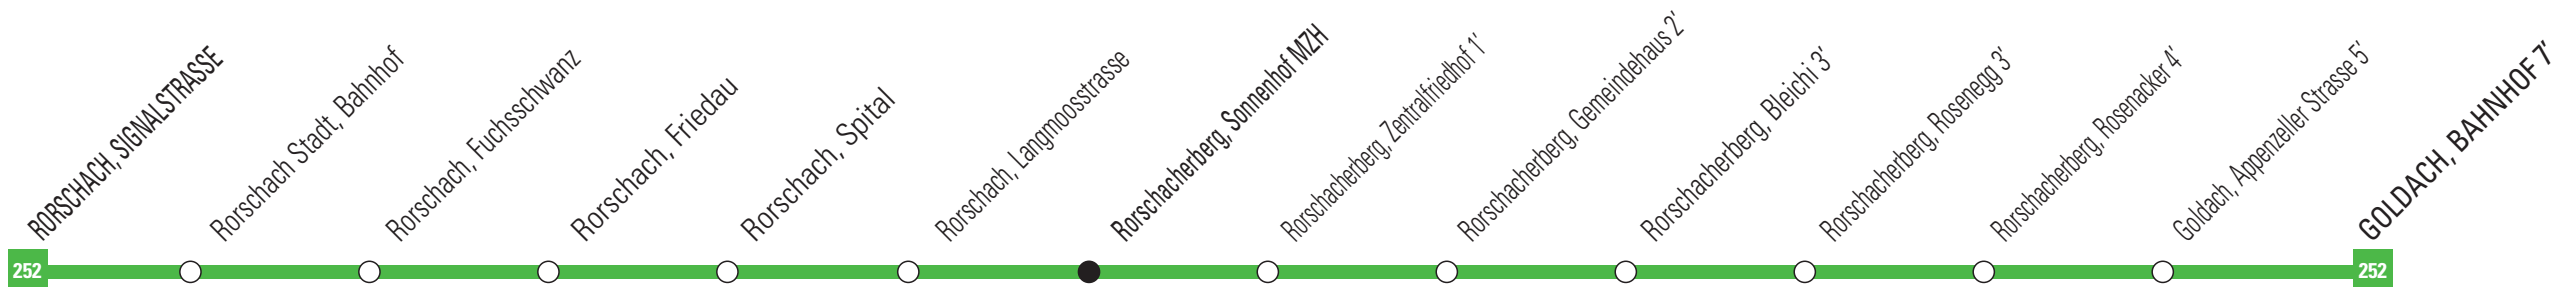 RORSCHACH, SIGNALSTRASSE
Rorschach Stadt, Bahnhof
Rorschach, Fuchsschwanz
Rorschach, Friedau
Rorschach, Spital
Rorschach, Langmoosstrasse
Rorschacherberg, Sonnenhof MZH
Rorschacherberg, Zentralfriedhof 1'
Rorschacherberg, Gemeindehaus 2'
Rorschacherberg, Bleichi 3'
Rorschacherberg, Rosenegg 3'
Rorschacherberg, Rosenacker 4'
Goldach, Appenzeller Strasse 5'
GOLDACH, BAHNHOF 7'
252
252